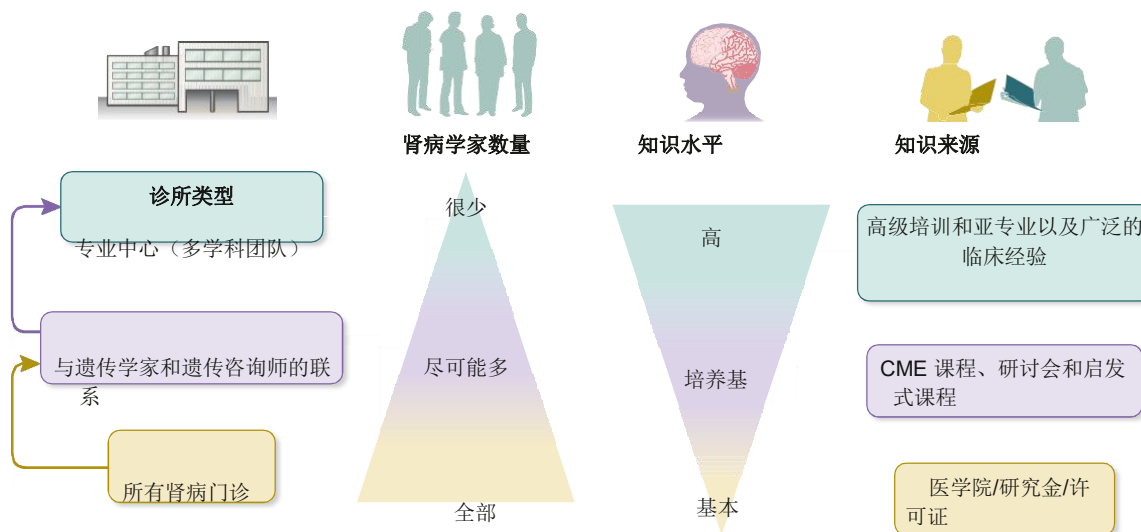 肾病学家数量
知识水平
知识来源
诊所类型
专业中心（多学科团队）
很少
高
高级培训和亚专业以及广泛的
临床经验
与遗传学家和遗传咨询师的联
系
尽可能多
培养基
CME 课程、研讨会和启发
式课程
所有肾病门诊
全部
基本
医学院/研究金/许
可证